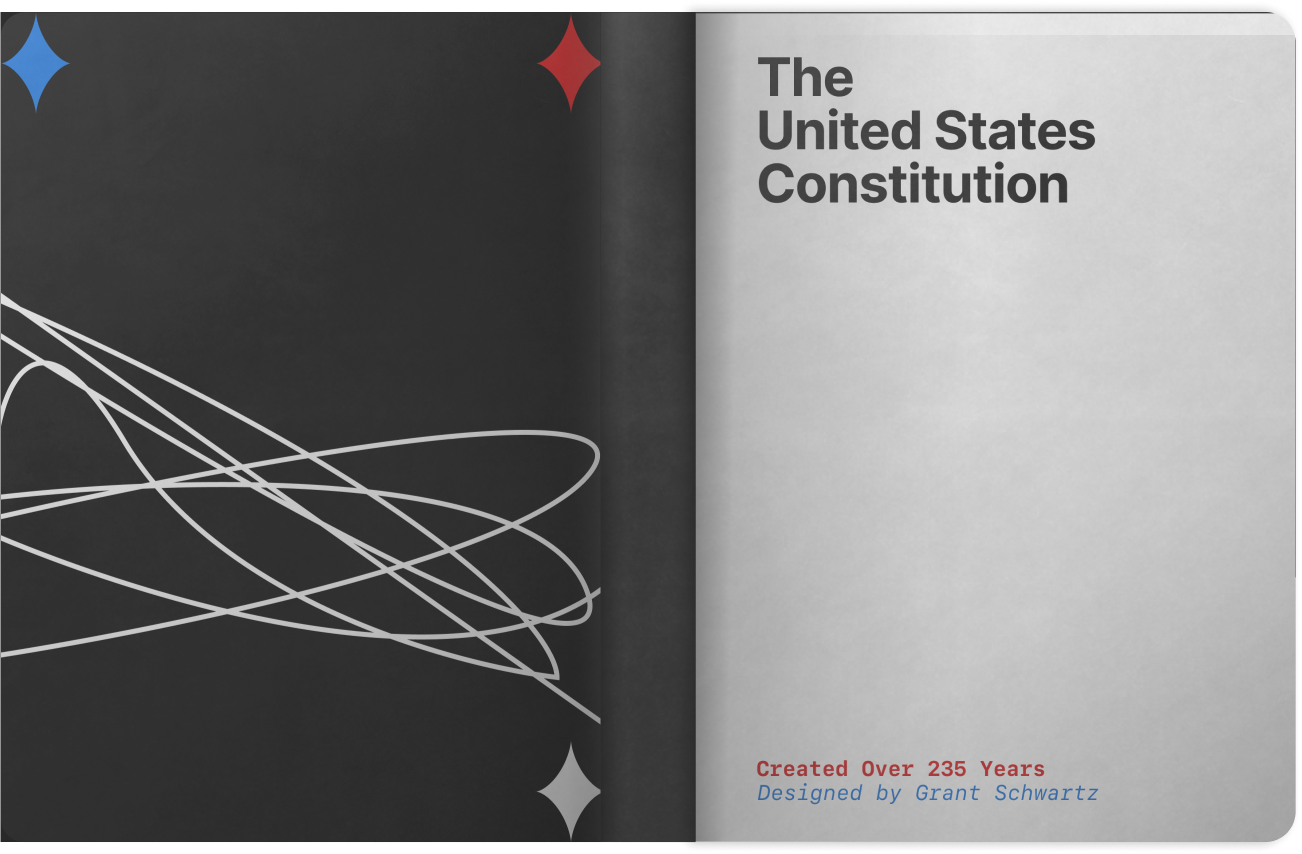 The
United States
Constitution
Created Over 235 Years
Designed by Grant Schwartz